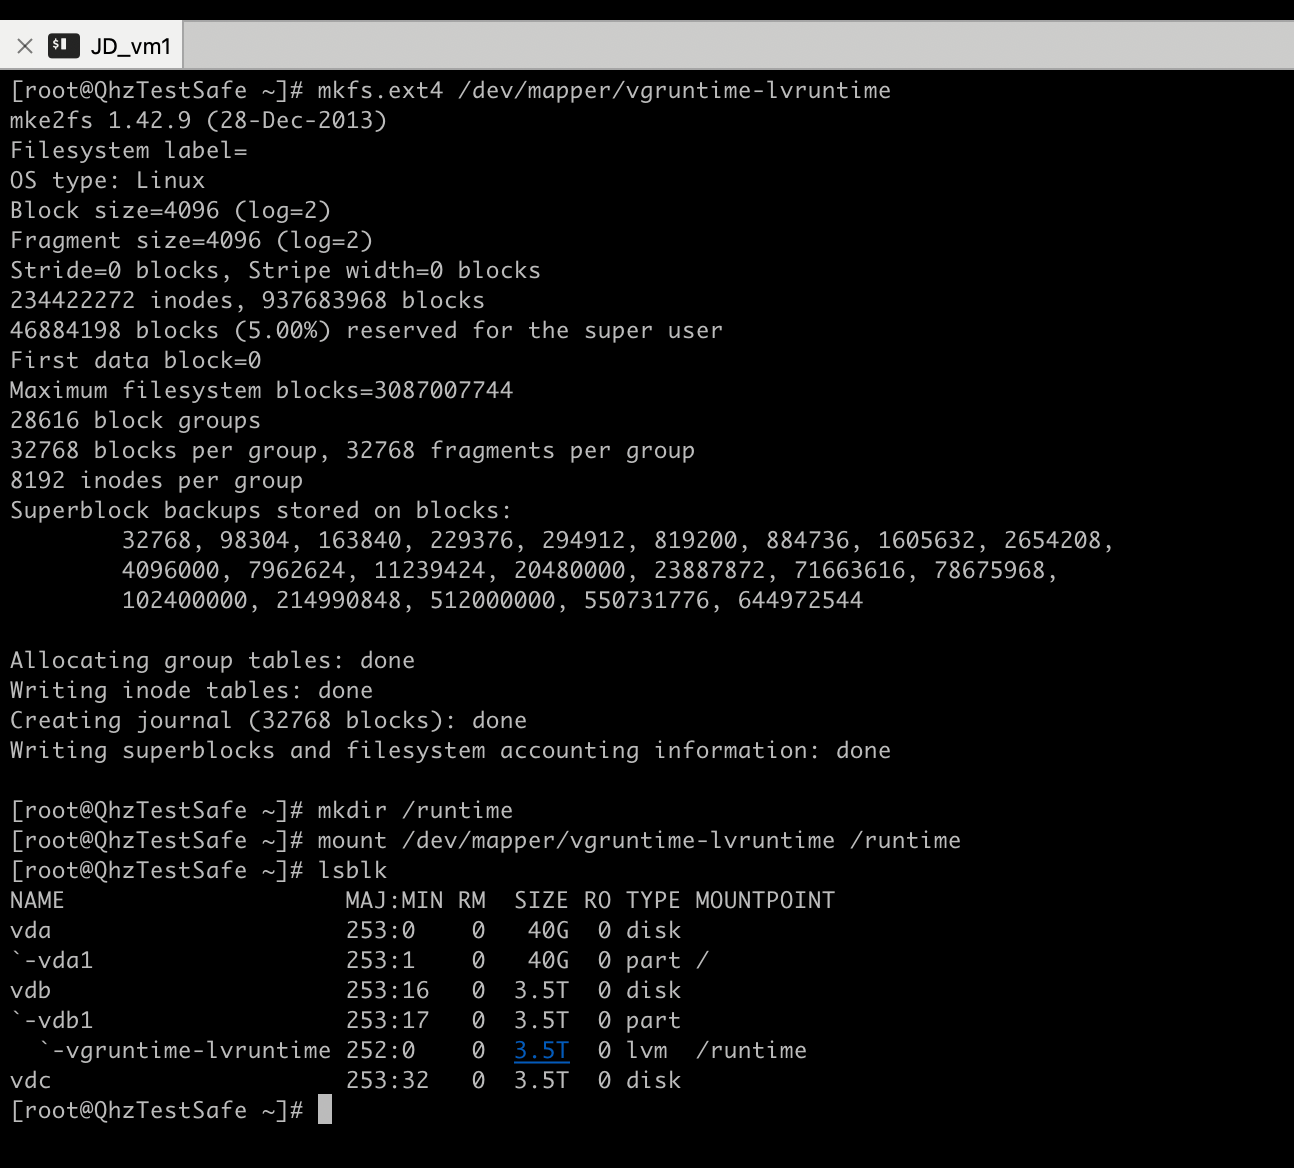 JD_vm1
[root@QhzTestSafe ~]# mkfs.ext4 /dev/mapper/vgruntime-lvruntime
mke2fs 1.42.9 (28-Dec-2013)
Filesystem label=
OS type: Linux
Block size=4096 (log=2)
Fragment size=4096 (log=2)
Stride=0 blocks, Stripe width=0 blocks
234422272 inodes, 937683968 blocks
46884198 blocks (5.00%) reserved for the super user
First data block=0
Maximum filesystem blocks=3087007744
28616 block groups
32768 blocks per group, 32768 fragments per group
8192 inodes per group
Superblock backups stored on blocks:
        32768, 98304, 163840, 229376, 294912, 819200, 884736, 1605632, 2654208,
        4096000, 7962624, 11239424, 20480000, 23887872, 71663616, 78675968,
        102400000, 214990848, 512000000, 550731776, 644972544

Allocating group tables: done
Writing inode tables: done
Creating journal (32768 blocks): done
Writing superblocks and filesystem accounting information: done

[root@QhzTestSafe ~]# mkdir /runtime
[root@QhzTestSafe ~]# mount /dev/mapper/vgruntime-lvruntime /runtime
[root@QhzTestSafe ~]# lsblk
NAME                    MAJ:MIN RM  SIZE RO TYPE MOUNTPOINT
vda                     253:0    0   40G  0 disk
`-vda1                  253:1    0   40G  0 part /
vdb                     253:16   0  3.5T  0 disk
`-vdb1                  253:17   0  3.5T  0 part
  `-vgruntime-lvruntime 252:0    0  3.5T  0 lvm  /runtime
vdc                     253:32   0  3.5T  0 disk
[root@QhzTestSafe ~]#